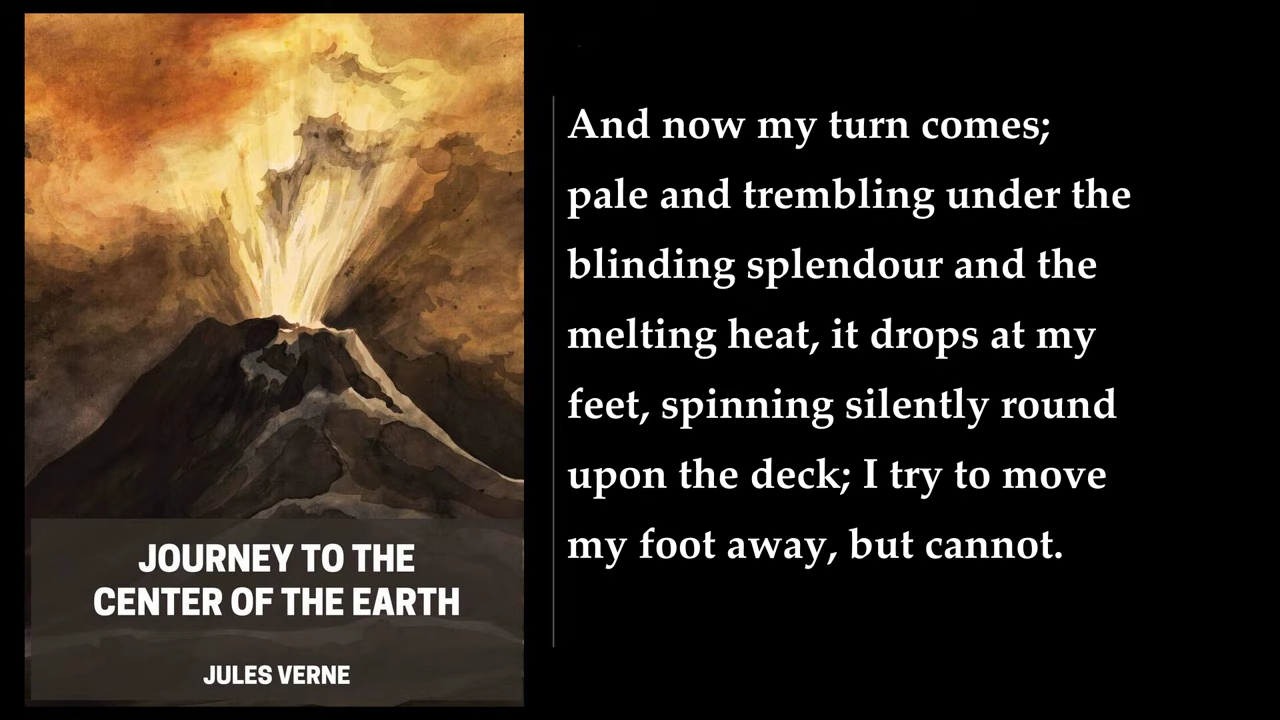 JOURNEY TO THE
CENTER OF THE EARTH
JULES VERNE
And now my turn comes;
pale and trembling under the
blinding splendour and the
melting heat, it drops at my
feet, spinning silently round
upon the deck; I try to move
my foot away, but cannot.